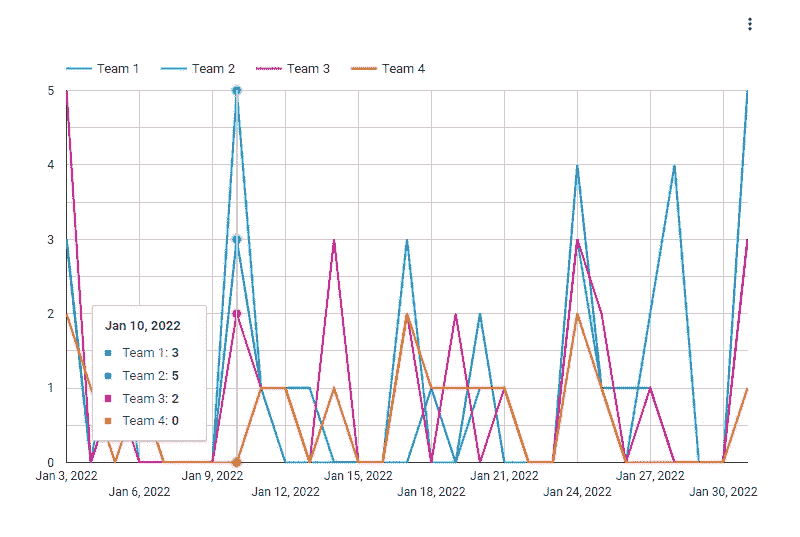 Team 1 Team 2 Team 3 Team 4
5
4
3
2
1
0
Jan 10, 2022
Team 1: 3
Team 2: 5
Team 3: 2
Team 4: 0
Jan 3, 2022 Jan 9, 2022 Jan 15, 2022 Jan 21, 2022 Jan 27, 2022
Jan 6, 2022 Jan 12, 2022 Jan 18, 2022 Jan 24, 2022 Jan 30, 2022